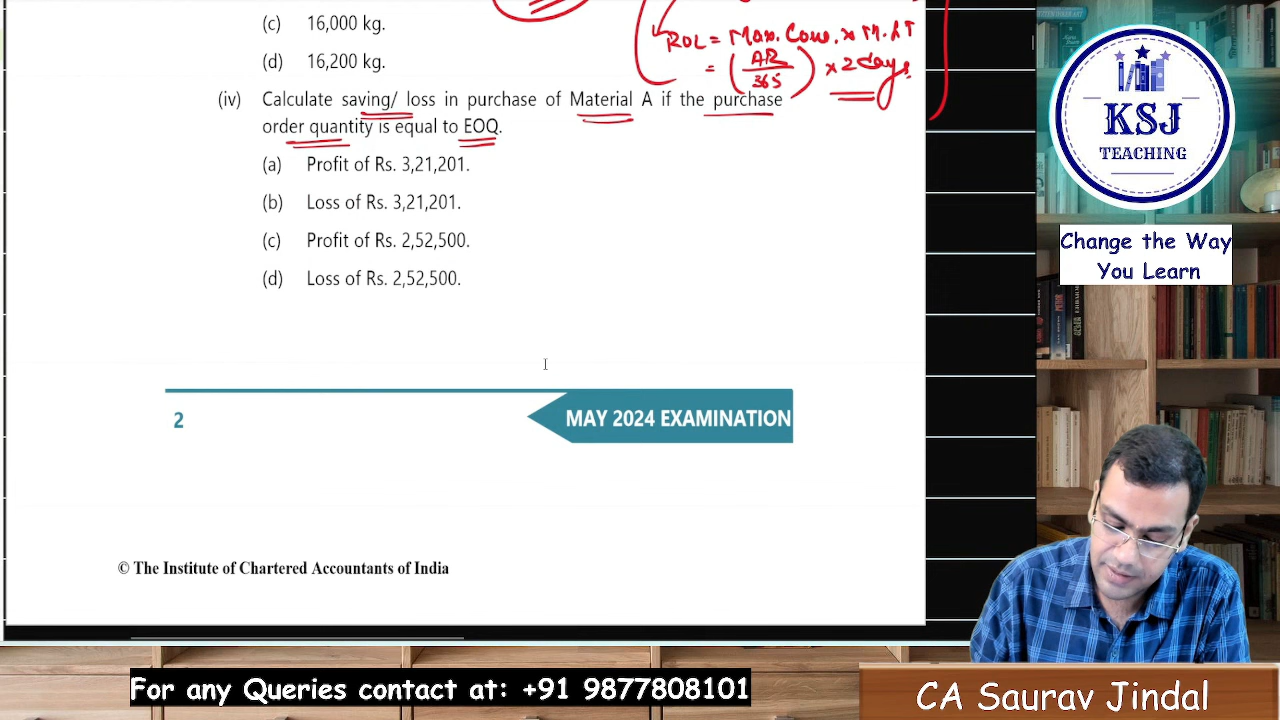 (c) 16,000 kg.
(d) 16,200 kg.
ROL = Max. Con. × M. LT
= (AR/365) × 2 days
(iv) Calculate saving/ loss in purchase of Material A if the purchase
order quantity is equal to EOQ.
(a) Profit of Rs. 3,21,201.
(b) Loss of Rs. 3,21,201.
(c) Profit of Rs. 2,52,500.
(d) Loss of Rs. 2,52,500.
2
MAY 2024 EXAMINATION
© The Institute of Chartered Accountants of India
KSJ
TEACHING
Change the Way
You Learn
For any Queries contact at: +91 9877808101
CA Saurav Jindal